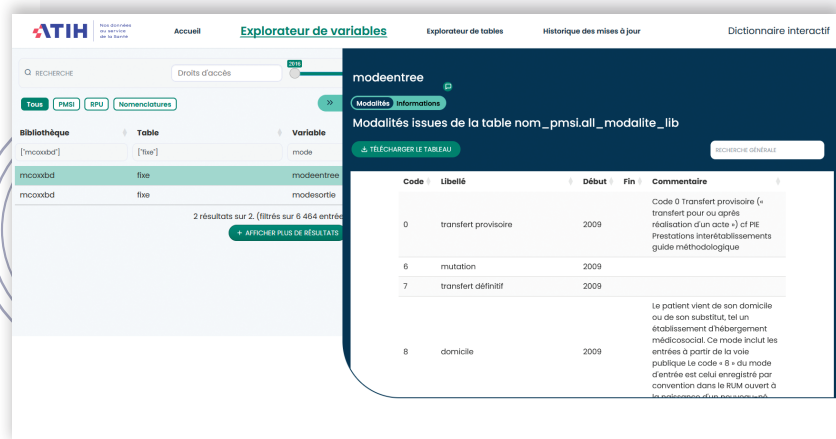 ATIH
Nos données
au service
de la Santé
Accueil
Explorateur de variables
Explorateur de tables
Historique des mises à jour
Dictionnaire interactif
RECHERCHE
Droits d'accès
2016
Tous
PMSI
RPU
Nomenclatures
»
Bibliothèque
Table
Variable
["mcoxxbd"]
["fixe"]
mode
mcoxxbd
fixe
modeentree
mcoxxbd
fixe
modesortie
2 résultats sur 2. (filtrés sur 6 464 entrée
+ AFFICHER PLUS DE RÉSULTATS
modeentree
Modalités
Informations
Modalités issues de la table nom_pmsi.all_modalite_lib
TÉLÉCHARGER LE TABLEAU
RECHERCHE GÉNÉRALE
Code
Libellé
Début
Fin
Commentaire
0
transfert provisoire
2009
Code 0 Transfert provisoire («
transfert pour ou après
réalisation d'un acte ») cf PIE
Prestations interétablissements
guide méthodologique
6
mutation
2009
7
transfert définitif
2009
8
domicile
2009
Le patient vient de son domicile
ou de son substitut, tel un
établissement d'hébergement
médicosocial. Ce mode inclut les
entrées à partir de la voie
publique Le code « 8 » du mode
d'entrée est celui enregistré par
convention dans le RUM ouvert à
la naissance d'un nouveau-né